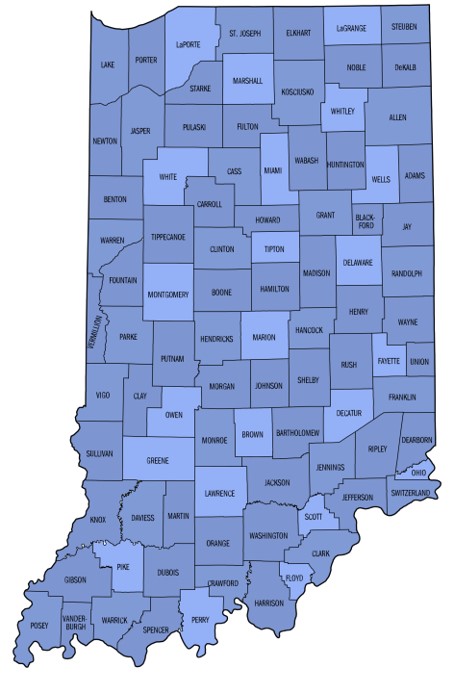 LaPORTE
ST. JOSEPH
ELKHART
LaGRANGE
STEUBEN
LAKE
PORTER
NOBLE
DeKALB
MARSHALL
STARKE
KOSCIUSKO
WHITLEY
ALLEN
NEWTON
JASPER
PULASKI
FULTON
WABASH
HUNTINGTON
MIAMI
WHITE
CASS
WELLS
ADAMS
BENTON
CARROLL
HOWARD
GRANT
BLACK-
FORD
JAY
WARREN
TIPPECANOE
CLINTON
TIPTON
DELAWARE
MADISON
RANDOLPH
FOUNTAIN
MONTGOMERY
BOONE
HAMILTON
HENRY
VERMILLION
PARKE
HENDRICKS
MARION
HANCOCK
WAYNE
PUTNAM
RUSH
FAYETTE
UNION
VIGO
CLAY
MORGAN
JOHNSON
SHELBY
FRANKLIN
OWEN
DECATUR
MONROE
BROWN
BARTHOLOMEW
DEARBORN
SULLIVAN
GREENE
RIPLEY
JENNINGS
OHIO
LAWRENCE
JACKSON
JEFFERSON
SWITZERLAND
KNOX
DAVIESS
MARTIN
SCOTT
ORANGE
WASHINGTON
CLARK
PIKE
DUBOIS
GIBSON
CRAWFORD
FLOYD
HARRISON
POSEY
VANDER-
BURGH
WARRICK
SPENCER
PERRY